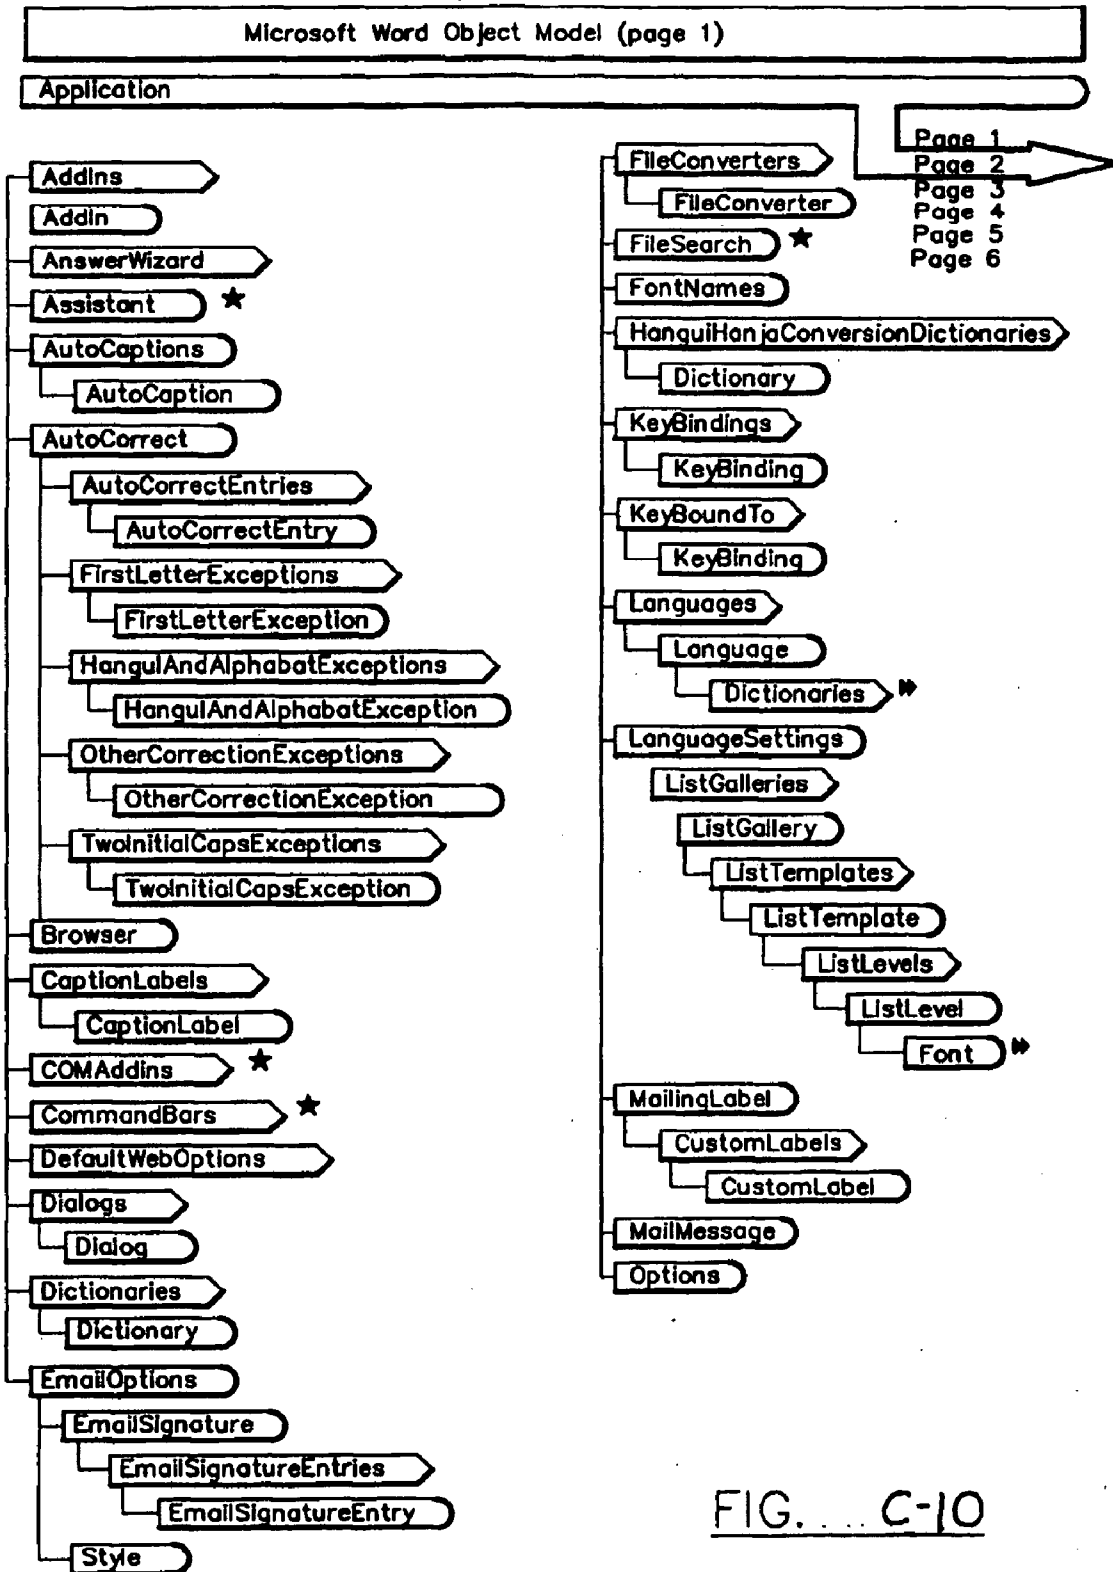 Microsoft Word Object Model (page 1)
Application
Page 1
Page 2
Page 3
Page 4
Page 5
Page 6
AddIns
AddIn
AnswerWizard
Assistant
AutoCaptions
AutoCaption
AutoCorrect
AutoCorrectEntries
AutoCorrectEntry
FirstLetterExceptions
FirstLetterException
HangulAndAlphabatExceptions
HangulAndAlphabatException
OtherCorrectionExceptions
OtherCorrectionException
TwoInitialCapsExceptions
TwoInitialCapsException
Browser
CaptionLabels
CaptionLabel
COMAddins
CommandBars
DefaultWebOptions
Dialogs
Dialog
Dictionaries
Dictionary
EmailOptions
EmailSignature
EmailSignatureEntries
EmailSignatureEntry
Style
FileConverters
FileConverter
FileSearch
FontNames
HanguiHanjaConversionDictionaries
Dictionary
KeyBindings
KeyBinding
KeyBoundTo
KeyBinding
Languages
Language
Dictionaries
LanguageSettings
ListGalleries
ListGallery
ListTemplates
ListTemplate
ListLevels
ListLevel
Font
MailingLabel
CustomLabels
CustomLabel
MailMessage
Options
FIG. ... C-10